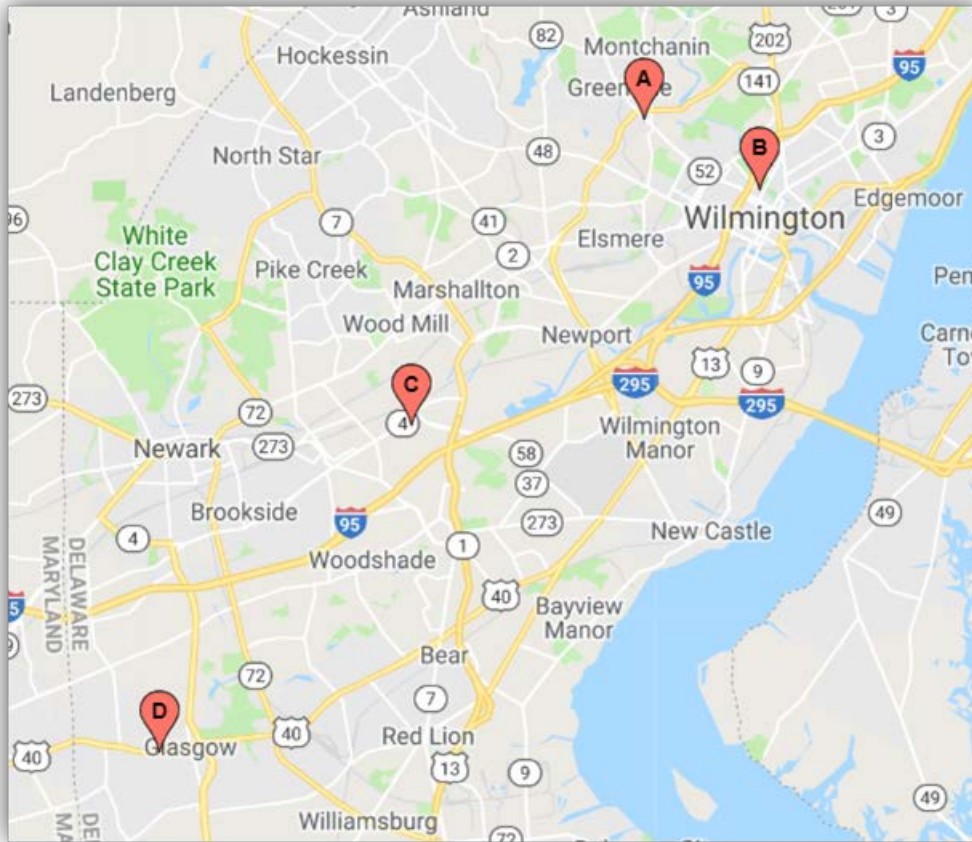 Ashland
3
82
Montchanin
202
Hockessin
95
A
Greenville
141
Landenberg
3
B
North Star
48
52
Edgemoor
96
7
41
Wilmington
White
Clay Creek
State Park
Elsmere
2
Pike Creek
95
Marshallton
Wood Mill
Newport
13
9
C
295
295
273
72
4
Wilmington
Manor
273
Newark
58
37
49
Brookside
95
273
New Castle
4
1
Woodshade
MARYLAND
DELAWARE
40
Bayview
Manor
Bear
72
7
D
Glasgow
40
Red Lion
40
13
9
49
Williamsburg
72